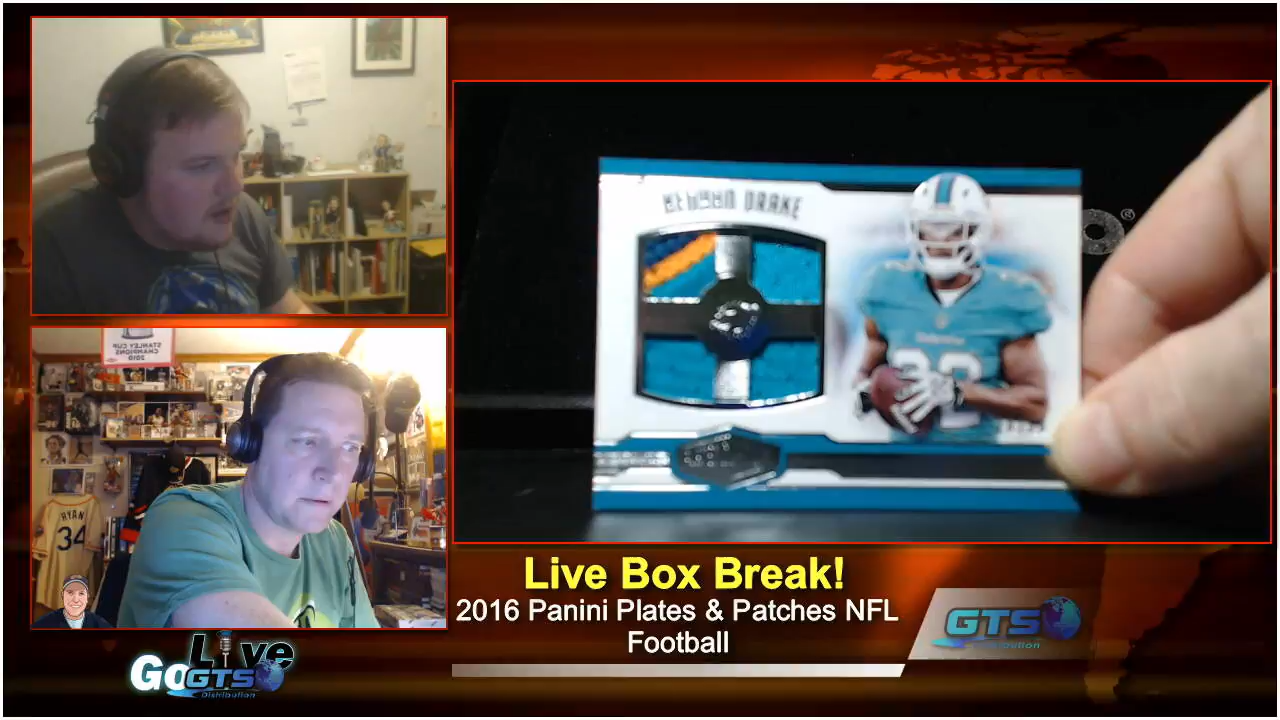 KENYAN DRAKE
STANLEY CUP
CHAMPIONS
2010
RYAN
34
Live Box Break!
2016 Panini Plates & Patches NFL
Football
GTS
Distribution
Live
GoGTS
Distribution